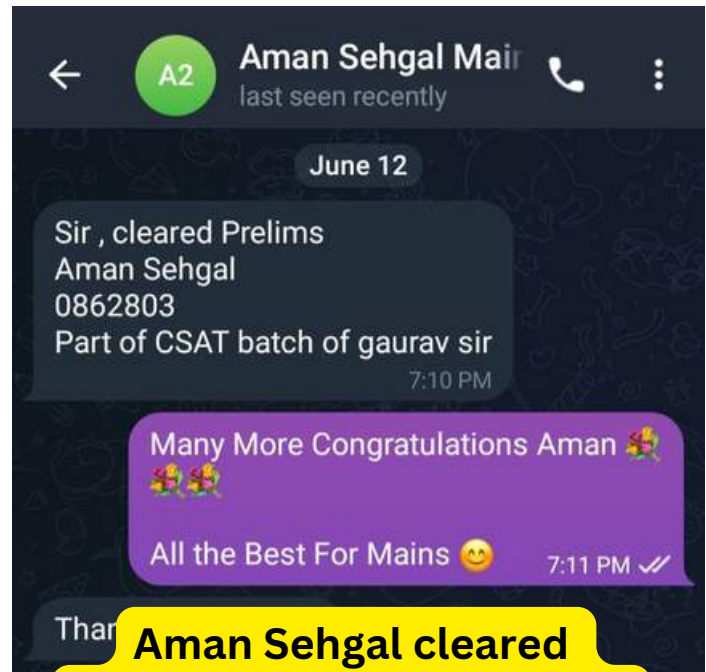 A2
Aman Sehgal
last seen recently
June 12
Sir , cleared Prelims
Aman Sehgal
0862803
Part of CSAT batch of gaurav sir
7:10 PM
Many More Congratulations Aman 💐
💐💐
All the Best For Mains 😊
7:11 PM
Aman Sehgal cleared